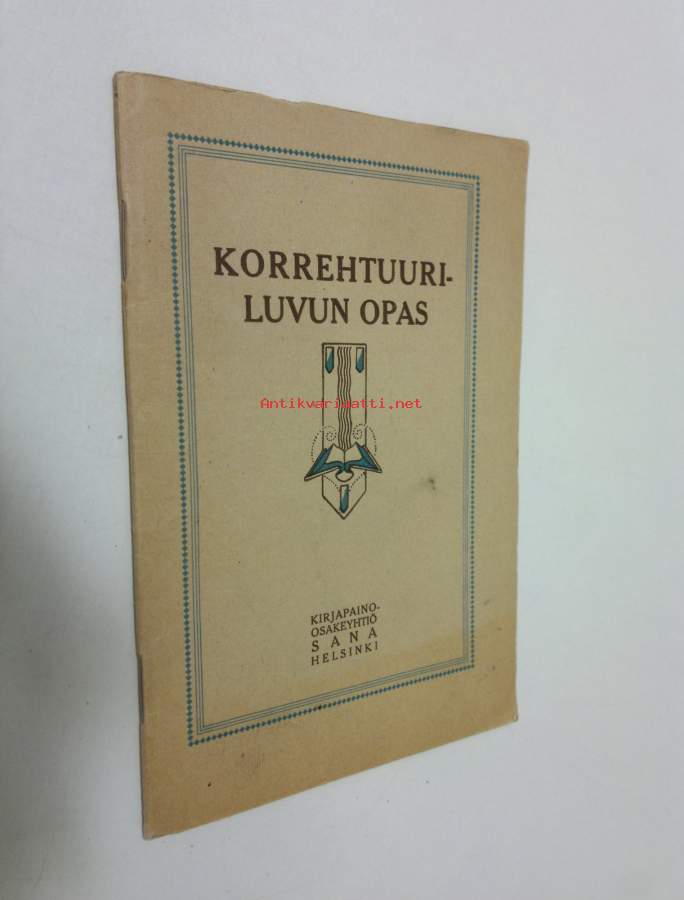 KORREHTUURI-
LUVUN OPAS
Antikvariaatti.net
KIRJAPAINO-
OSAKEYHTIÖ
SANA
HELSINKI